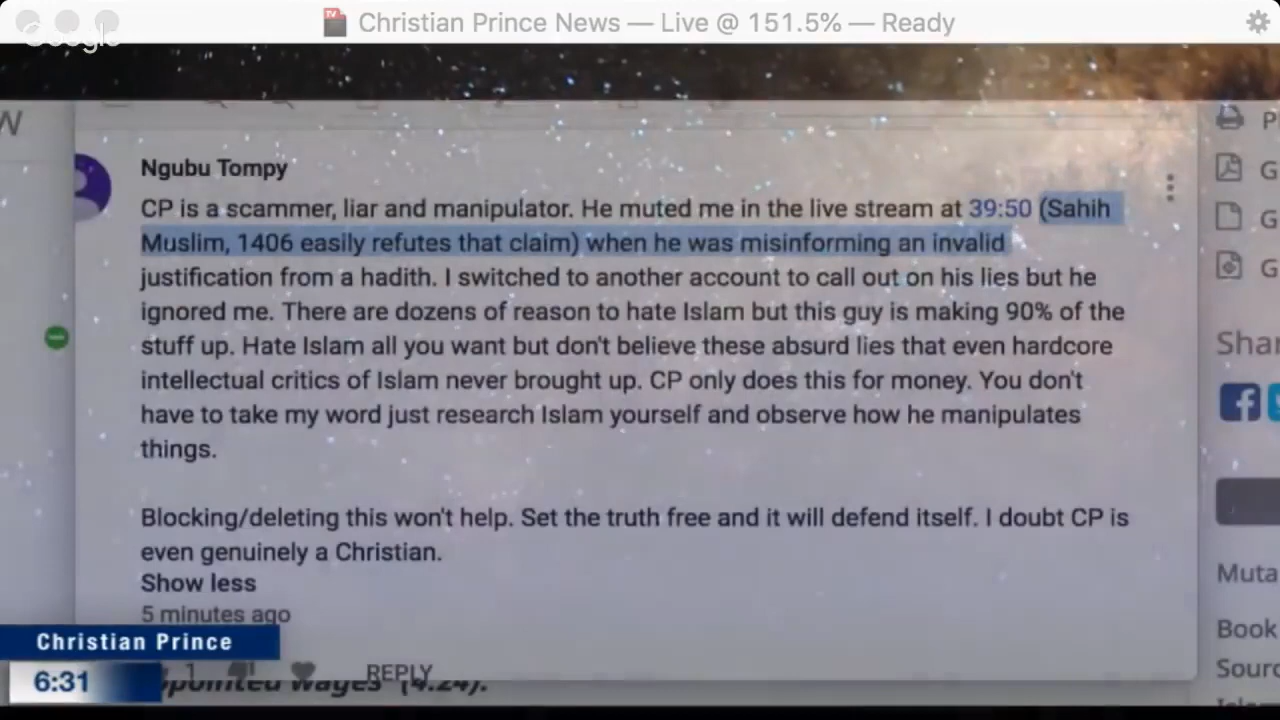 Christian Prince News — Live @ 151.5% — Ready
Google
Ngubu Tompy
CP is a scammer, liar and manipulator. He muted me in the live stream at 39:50 (Sahih
Muslim, 1406 easily refutes that claim) when he was misinforming an invalid
justification from a hadith. I switched to another account to call out on his lies but he
ignored me. There are dozens of reason to hate Islam but this guy is making 90% of the
stuff up. Hate Islam all you want but don't believe these absurd lies that even hardcore
intellectual critics of Islam never brought up. CP only does this for money. You don't
have to take my word just research Islam yourself and observe how he manipulates
things.
Blocking/deleting this won't help. Set the truth free and it will defend itself. I doubt CP is
even genuinely a Christian.
Show less
5 minutes ago
1 REPLY
wages" (4:24).
Christian Prince
6:31
P
G
G
G
Shar
Muta
Book
Sourc